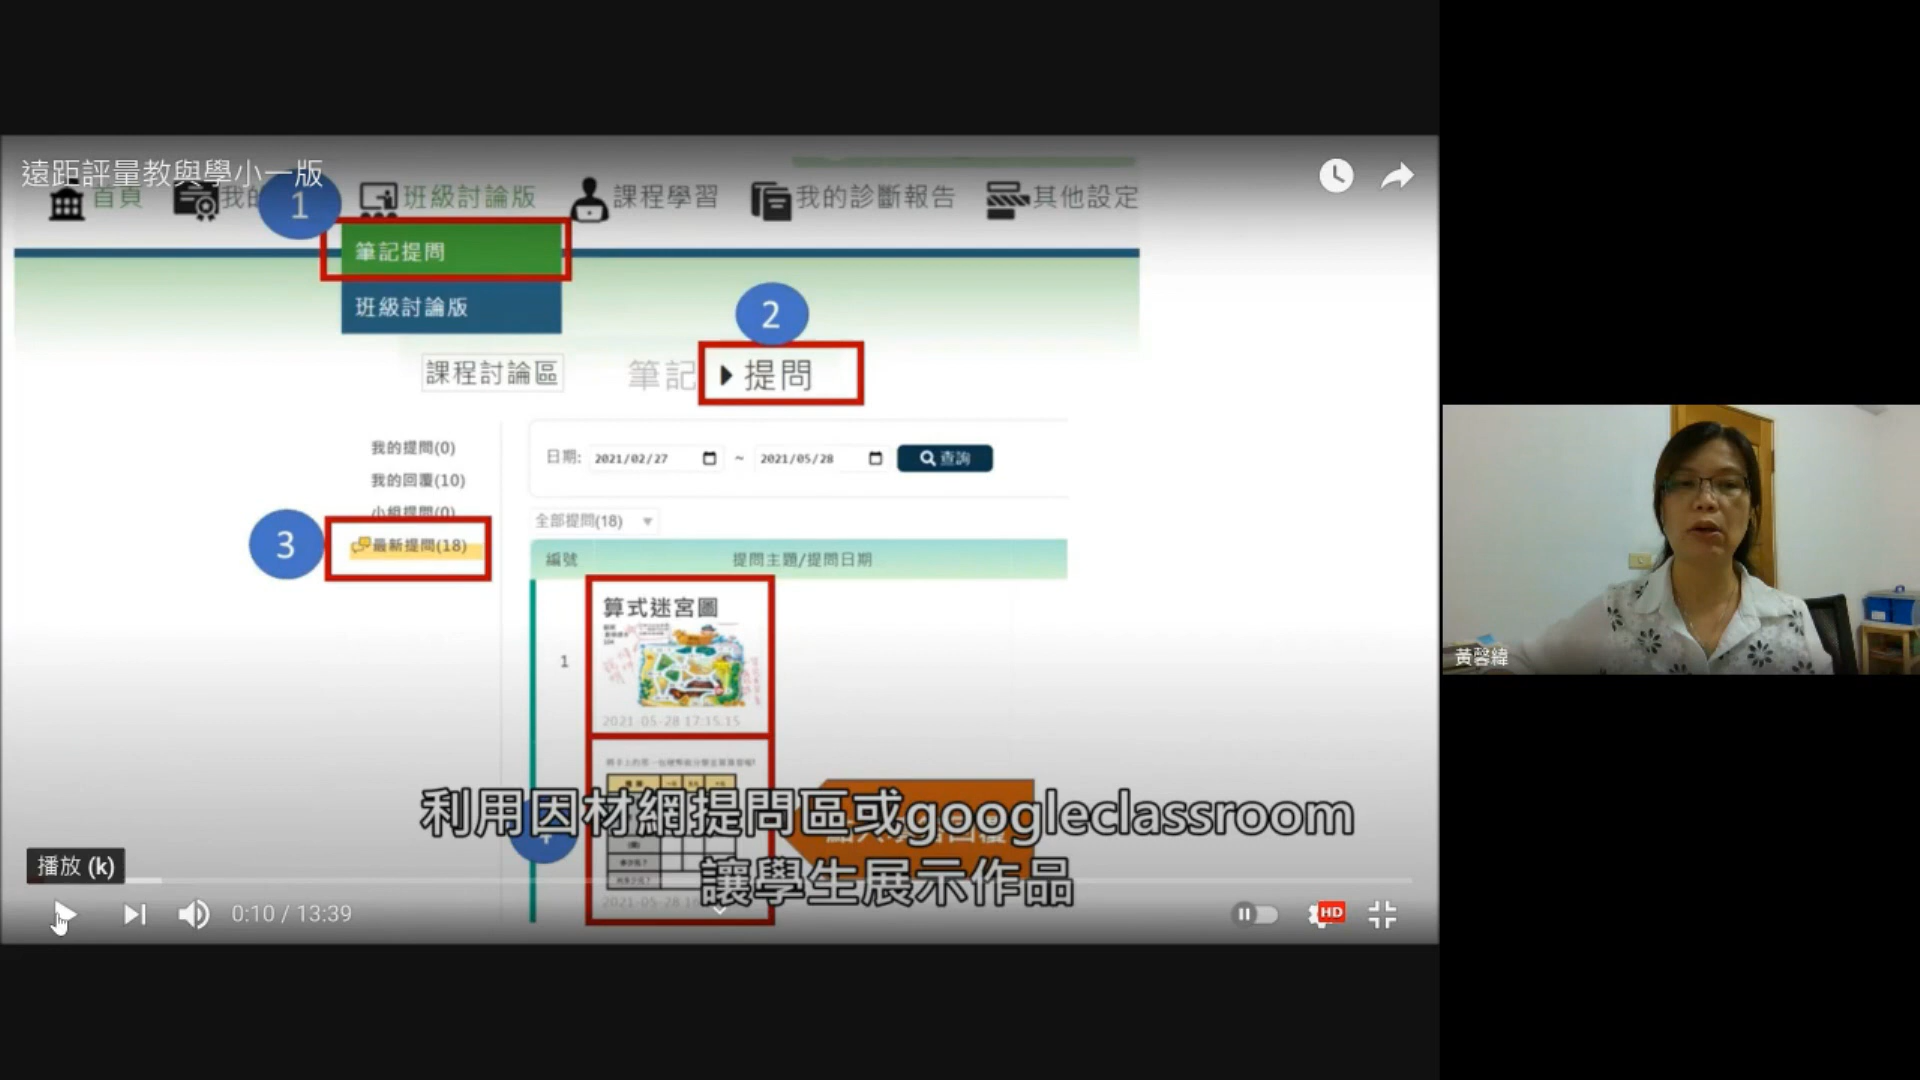 遠距評量教與學小一版
首頁
我的
1
班級討論版
課程學習
我的診斷報告
其他設定
筆記提問
班級討論版
2
課程討論區
筆記
提問
我的提問(0)
我的回覆(10)
小組提問(0)
3
最新提問(18)
日期: 2021/02/27 ~ 2021/05/28 查詢
全部提問(18)
編號 提問主題/提問日期
1
算式迷宮圖
2021-05-28 17:15.15
利用因材網提問區或googleclassroom
讓學生展示作品
播放 (k)
0:10 / 13:39
HD
黃馨緯